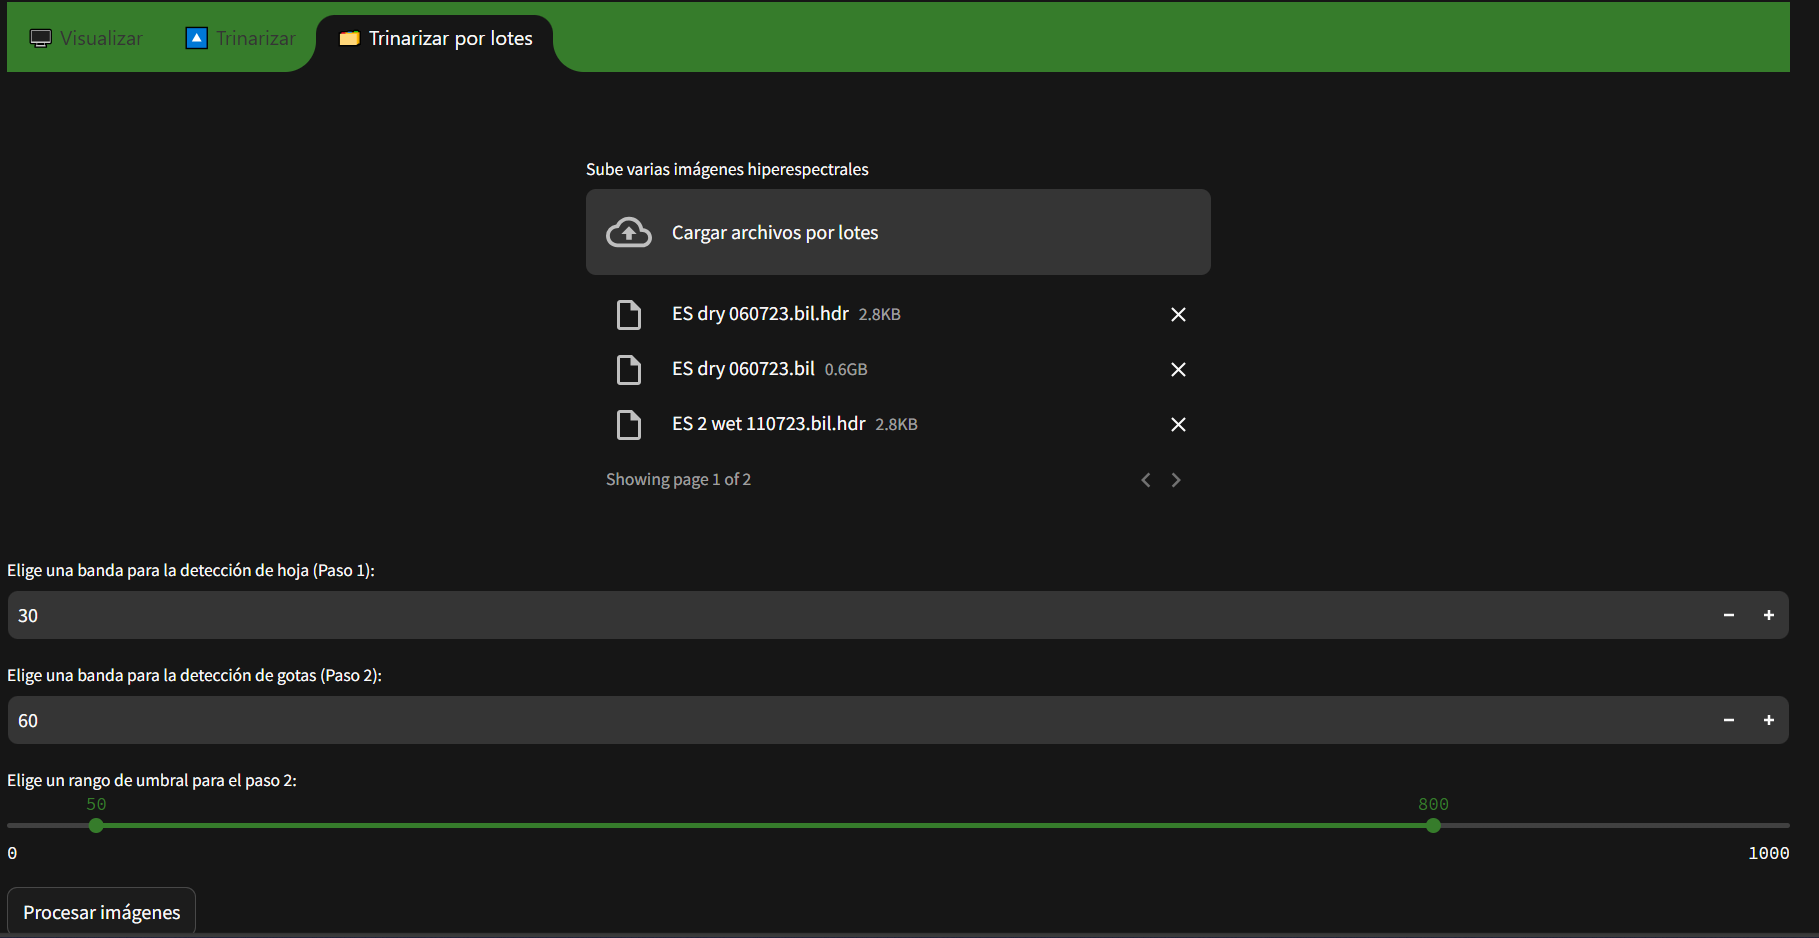 Visualizar Trinarizar Trinarizar por lotes
Sube varias imágenes hiperespectrales
Cargar archivos por lotes
ES dry 060723.bil.hdr 2.8KB
ES dry 060723.bil 0.6GB
ES 2 wet 110723.bil.hdr 2.8KB
Showing page 1 of 2
Elige una banda para la detección de hoja (Paso 1):
30
Elige una banda para la detección de gotas (Paso 2):
60
Elige un rango de umbral para el paso 2:
50 800
0 1000
Procesar imágenes